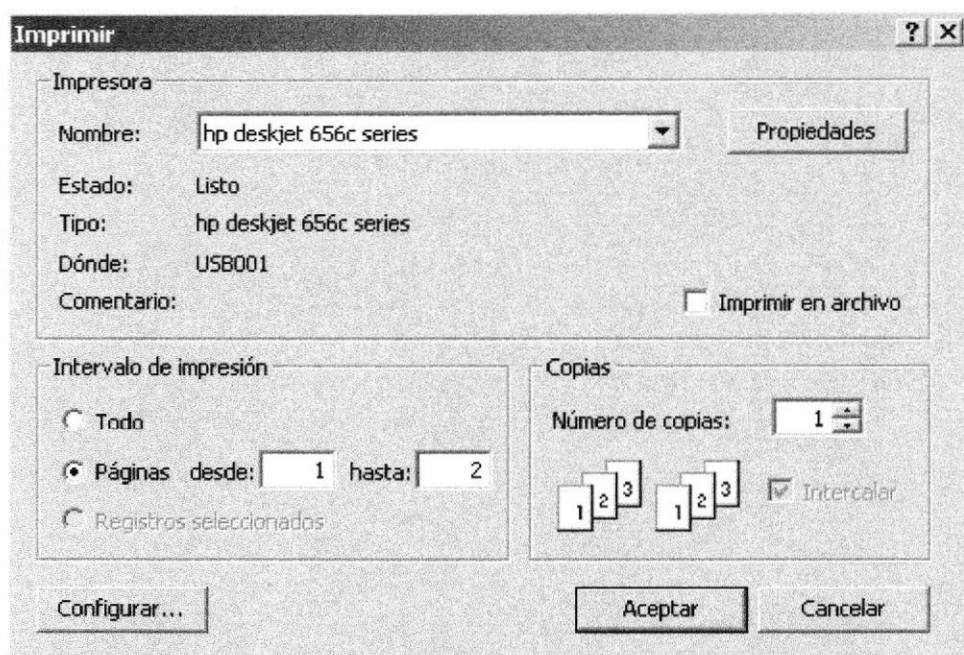 Imprimir
Impresora
Nombre: hp deskjet 656c series Propiedades
Estado: Listo
Tipo: hp deskjet 656c series
Dónde: USB001
Comentario: Imprimir en archivo
Intervalo de impresión
Todo
Páginas desde: 1 hasta: 2
Registros seleccionados
Copias
Número de copias: 1
1 2 3 1 2 3 Intercalar
Configurar... Aceptar Cancelar